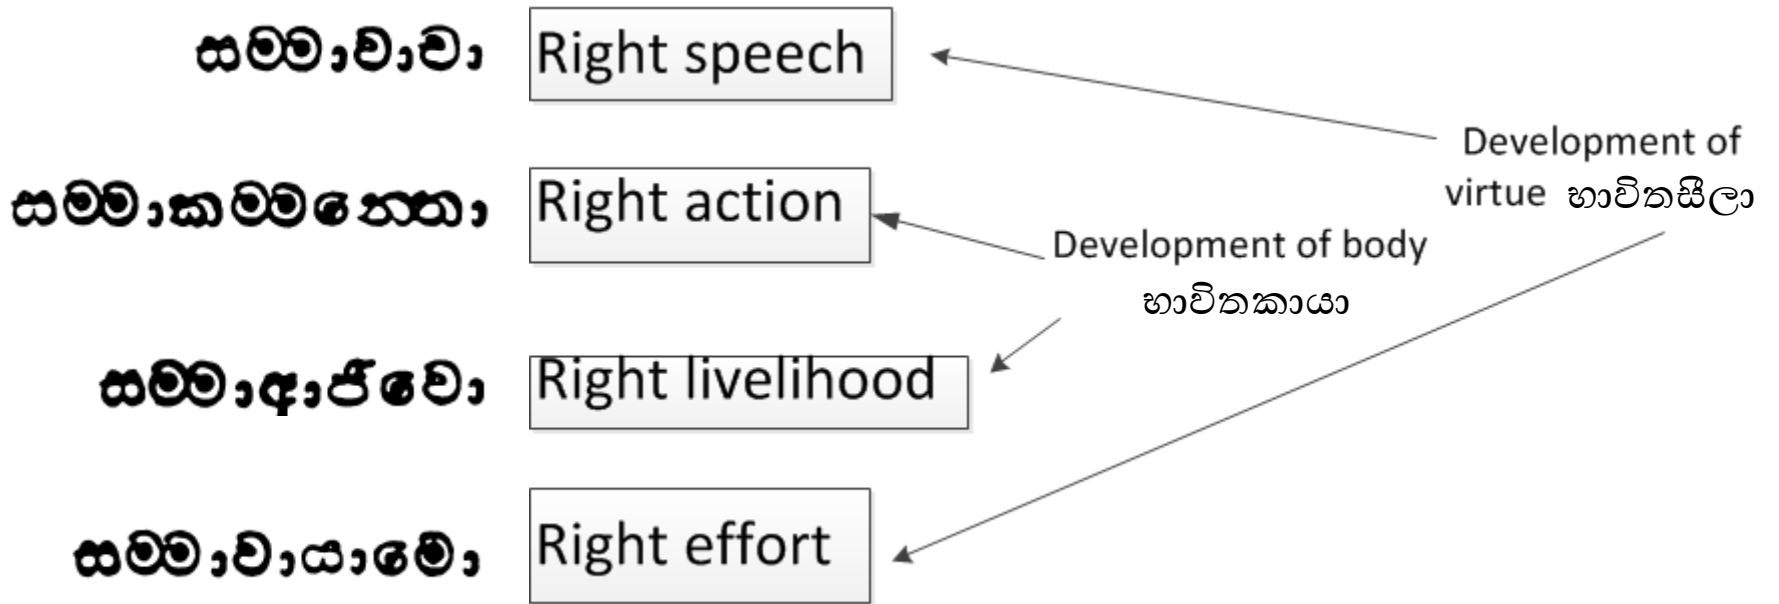 සම්මාවාචා Right speech
Development of
virtue භාවිතසීලා
සම්මාකම්මන්තො Right action
Development of body
භාවිතකායා
සම්මාආජීවො Right livelihood
සම්මාවායාමො Right effort